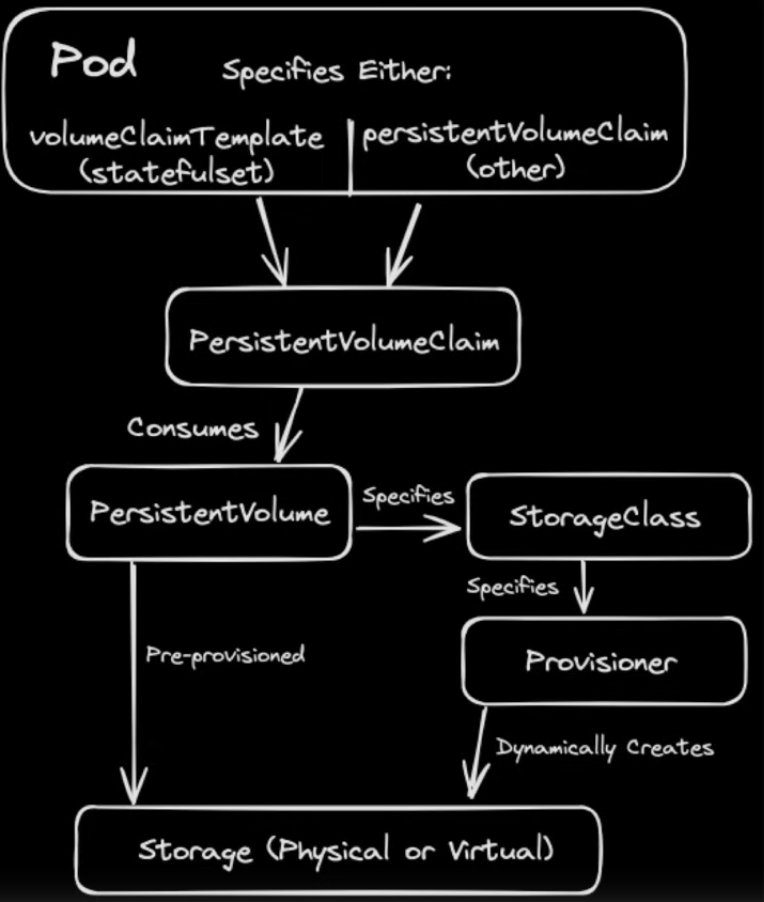 Pod
Specifies Either:
volumeClaimTemplate
(statefulset)
persistentVolumeClaim
(other)
PersistentVolumeClaim
Consumes
PersistentVolume
Specifies
StorageClass
Specifies
Pre-provisioned
Provisioner
Dynamically Creates
Storage (Physical or Virtual)